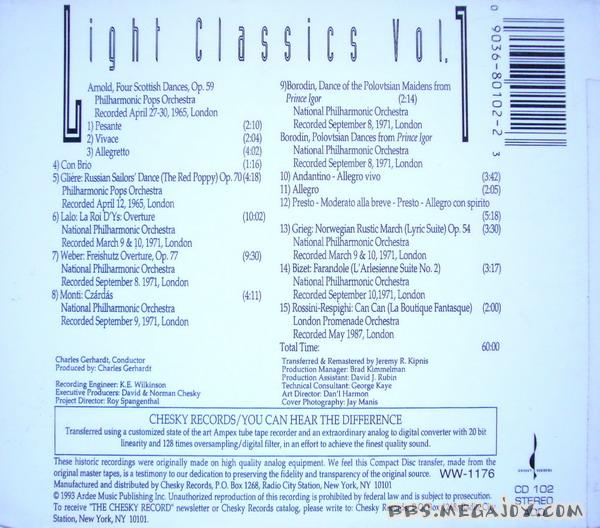 Light Classics Vol. 1
Arnold, Four Scottish Dances, Op. 59
Philharmonic Pops Orchestra
Recorded April 27-30, 1965, London
1) Pesante (2:10)
2) Vivace (2:04)
3) Allegretto (4:02)
4) Con Brio (1:16)
5) Glière: Russian Sailors' Dance (The Red Poppy) Op. 70 (4:18)
Philharmonic Pops Orchestra
Recorded April 12, 1965, London
6) Lalo: La Roi D'Ys: Overture (10:02)
National Philharmonic Orchestra
Recorded March 9 & 10, 1971, London
7) Weber: Freishutz Overture, Op. 77 (9:30)
National Philharmonic Orchestra
Recorded September 8. 1971, London
8) Monti: Czárdás (4:11)
National Philharmonic Orchestra
Recorded September 9, 1971, London
9)Borodin, Dance of the Polovtsian Maidens from
Prince Igor (2:14)
National Philharmonic Orchestra
Recorded September 8, 1971, London
Borodin, Polovtsian Dances from Prince Igor
National Philharmonic Orchestra
Recorded September 8, 1971, London
10) Andantino - Allegro vivo (3:42)
11) Allegro (2:05)
12) Presto - Moderato alla breve - Presto - Allegro con spirito
(5:18)
13) Grieg: Norwegian Rustic March (Lyric Suite) Op. 54 (3:30)
National Philharmonic Orchestra
Recorded March 9 & 10, 1971, London
14) Bizet: Farandole (L'Arlesienne Suite No. 2) (3:17)
National Philharmonic Orchestra
Recorded September 10,1971, London
15) Rossini-Respighi: Can Can (La Boutique Fantasque) (2:00)
London Promenade Orchestra
Recorded May 1987, London
Total Time: 60:00
Charles Gerhardt, Conductor
Produced by: Charles Gerhardt
Recording Engineer: K.E. Wilkinson
Executive Producers: David & Norman Chesky
Project Director: Roy Spangenthal
Transferred & Remastered by Jeremy R. Kipnis
Production Manager: Brad Kimmelman
Production Assistant: David J. Rubin
Technical Consultant: George Kaye
Art Director: Dan'l Harmon
Cover Photography: Jay Manis
CHESKY RECORDS/YOU CAN HEAR THE DIFFERENCE
Transferred using a customized state of the art Ampex tube tape recorder and an extraordinary analog to digital converter with 20 bit
linearity and 128 times oversampling/digital filter, in an effort to achieve the finest quality sound.
These historic recordings were originally made on high quality analog equipment. We feel this Compact Disc transfer, made from the
original master tapes, is a testimony to our dedication to preserving the fidelity and transparency of the original source. WW-1176
Manufactured and distributed by Chesky Records, P.O. Box 1268, Radio City Station, New York, NY 10101
© 1993 Ardee Music Publishing Inc. Unauthorized reproduction of this recording is prohibited by federal law and is subject to prosecution.
To receive "THE CHESKY RECORD" newsletter or Chesky Records catalog, please write to: Chesky
Station, New York, NY 10101.
0 9036-80102-2 3
CHESKY RECORDS
CD 102
STEREO
BBS.MEGAJOY.COM